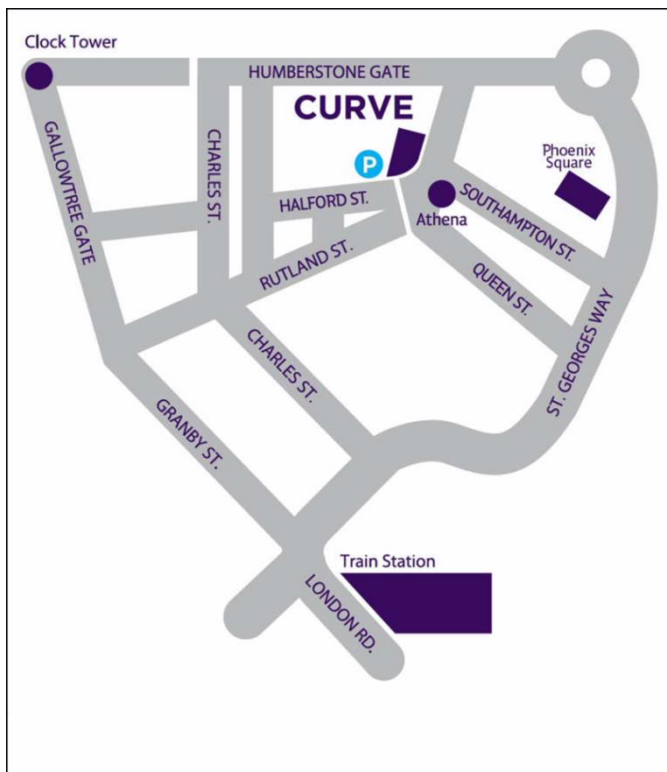 Clock Tower
HUMBERSTONE GATE
CURVE
P
Phoenix
Square
GALLOWTREE GATE
CHARLES ST.
HALFORD ST.
Athena
SOUTHAMPTON ST.
RUTLAND ST.
QUEEN ST.
ST. GEORGES WAY
CHARLES ST.
GRANBY ST.
Train Station
LONDON RD.